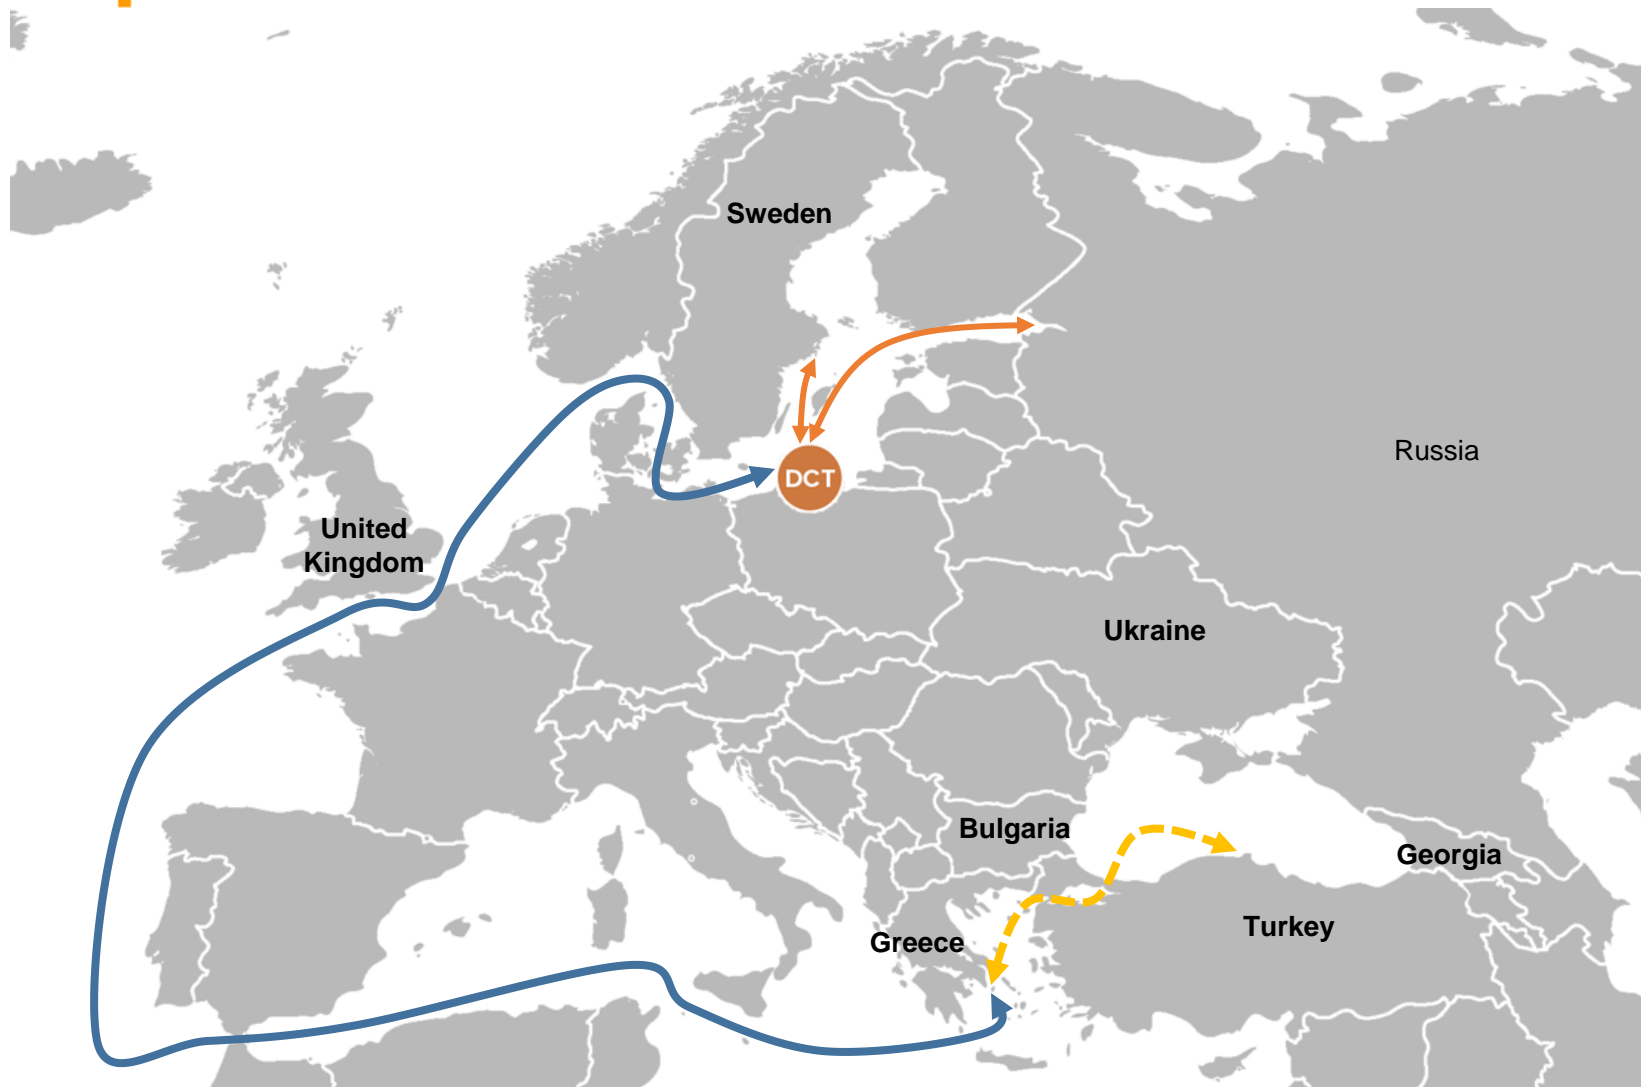 Sweden
Russia
DCT
United
Kingdom
Ukraine
Bulgaria
Georgia
Turkey
Greece